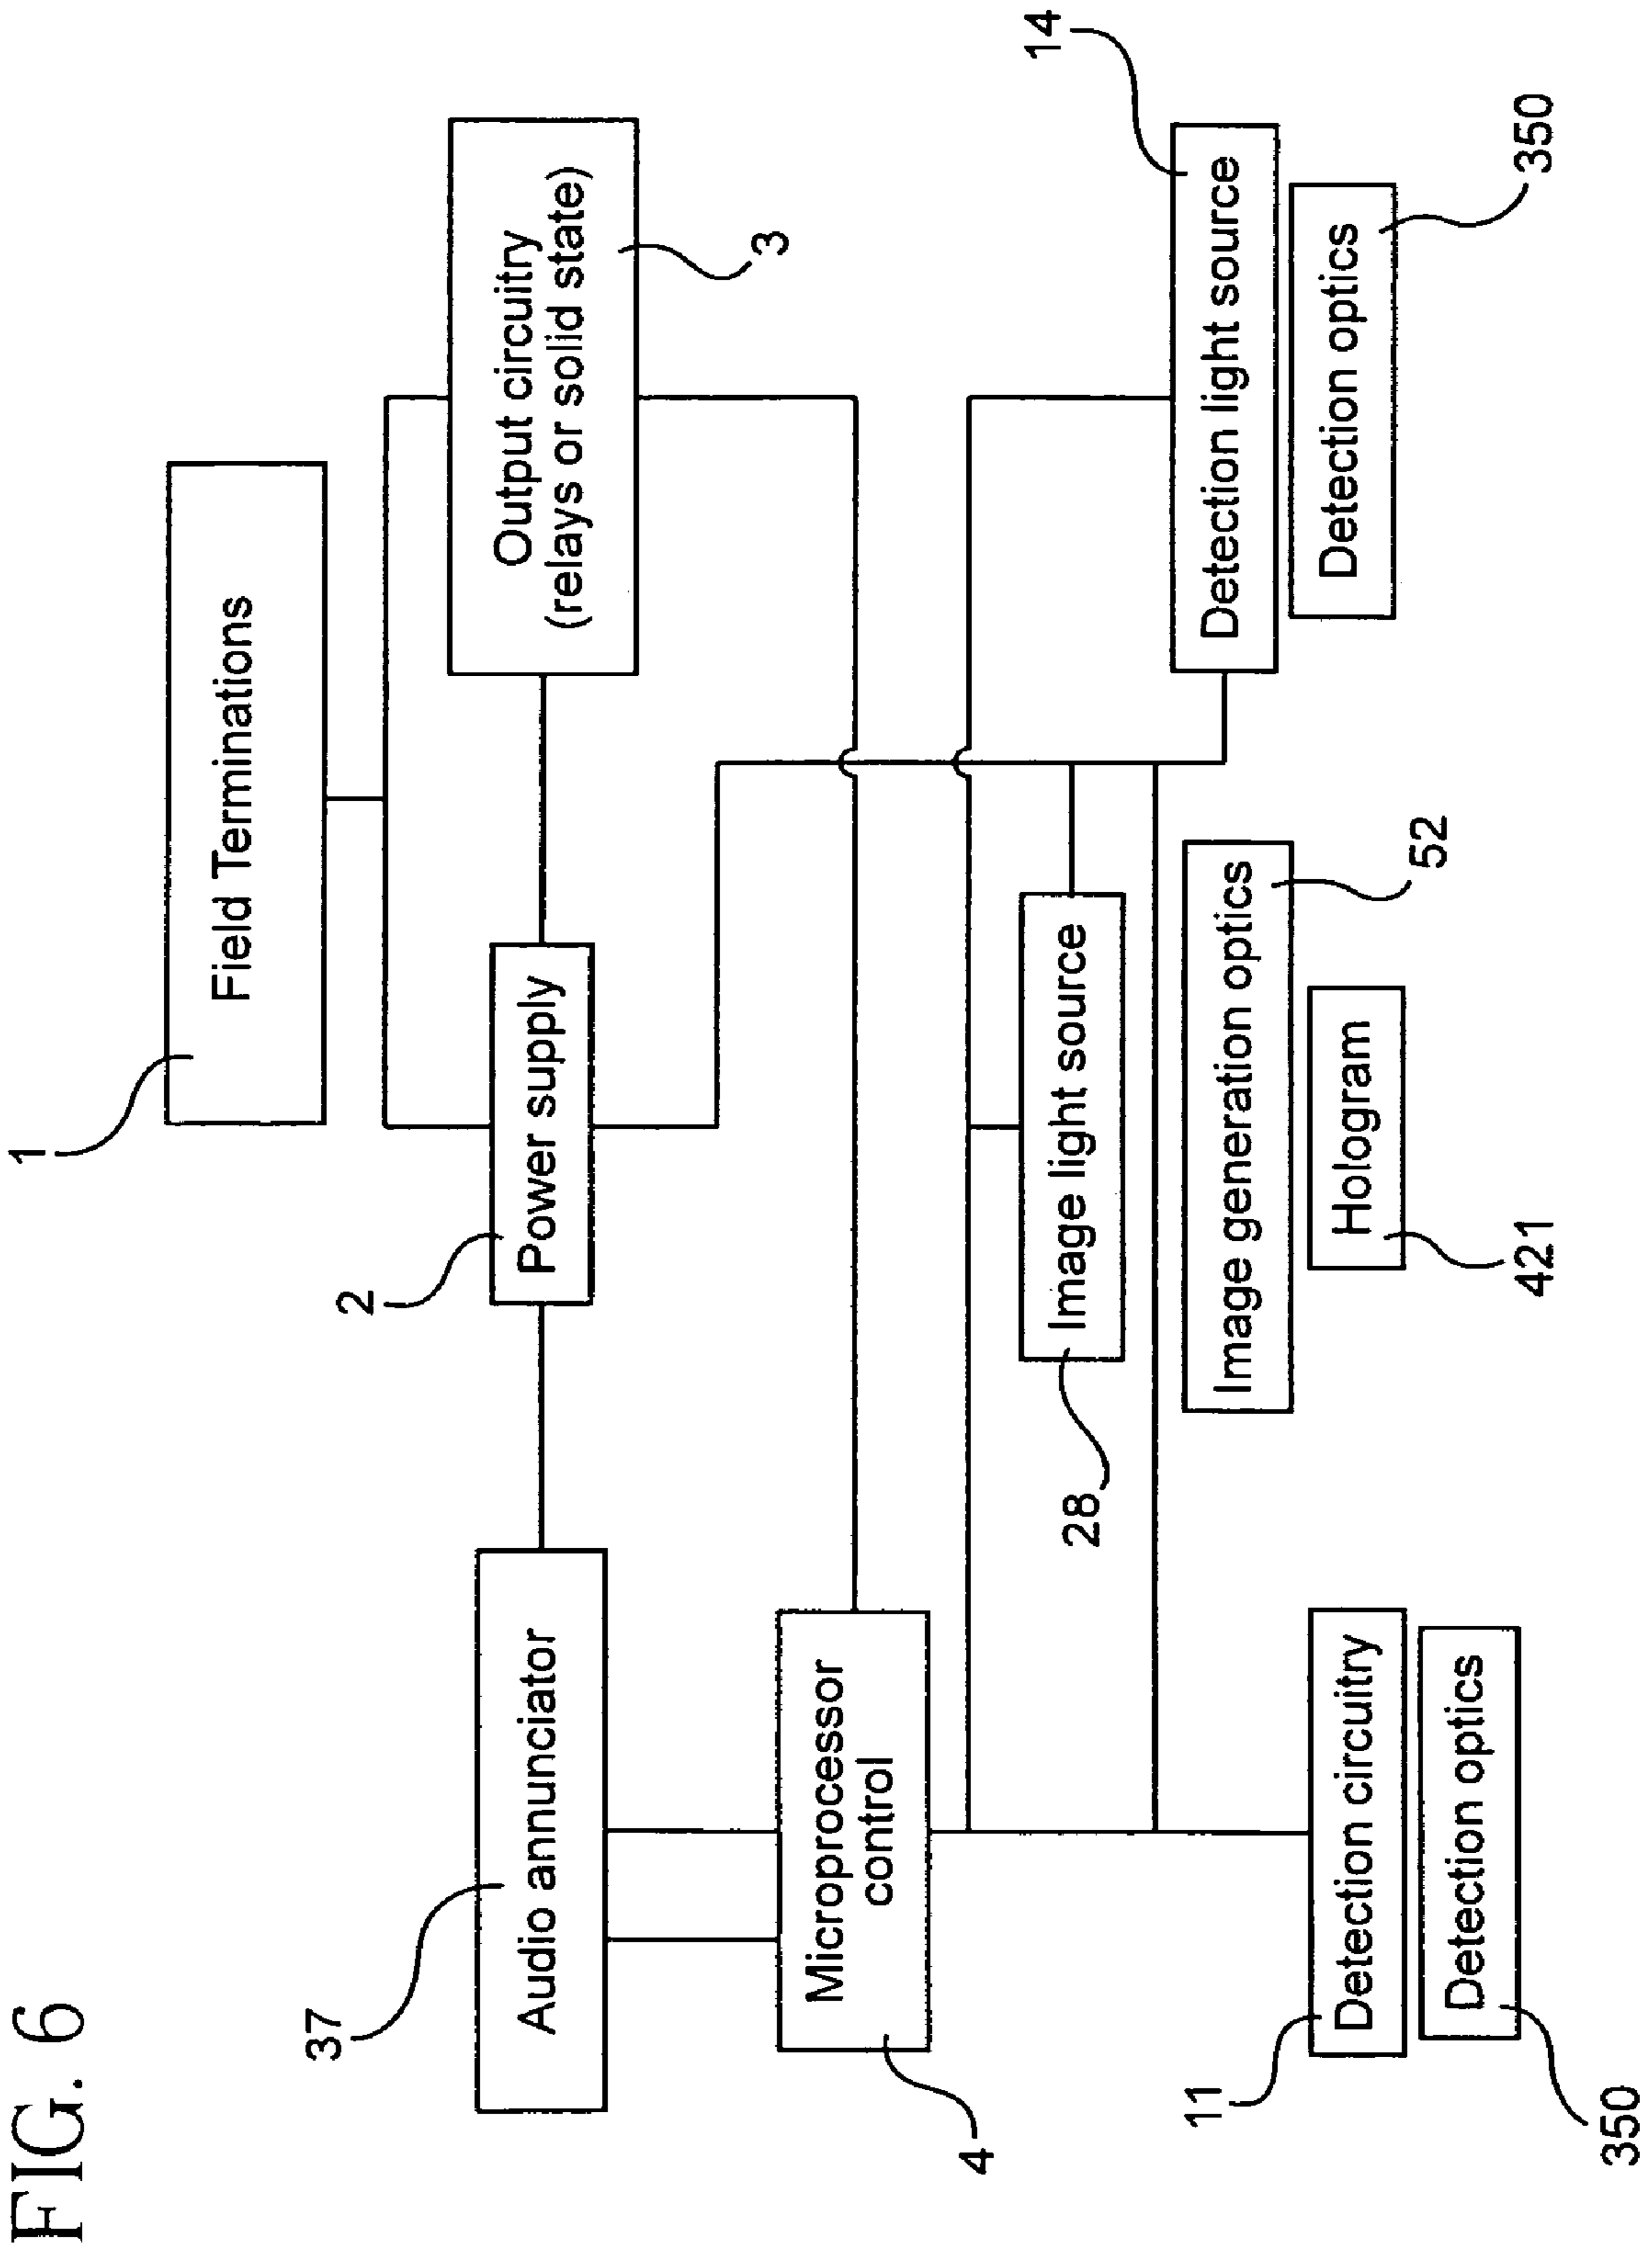 FIG. 6
1
Field Terminations
37
Audio annunciator
2
Power supply
Output circuitry
(relays or solid state)
3
Microprocessor
control
4
28
Image light source
14
Detection light source
Detection optics
350
Image generation optics
52
Hologram
421
11
Detection circuitry
Detection optics
350